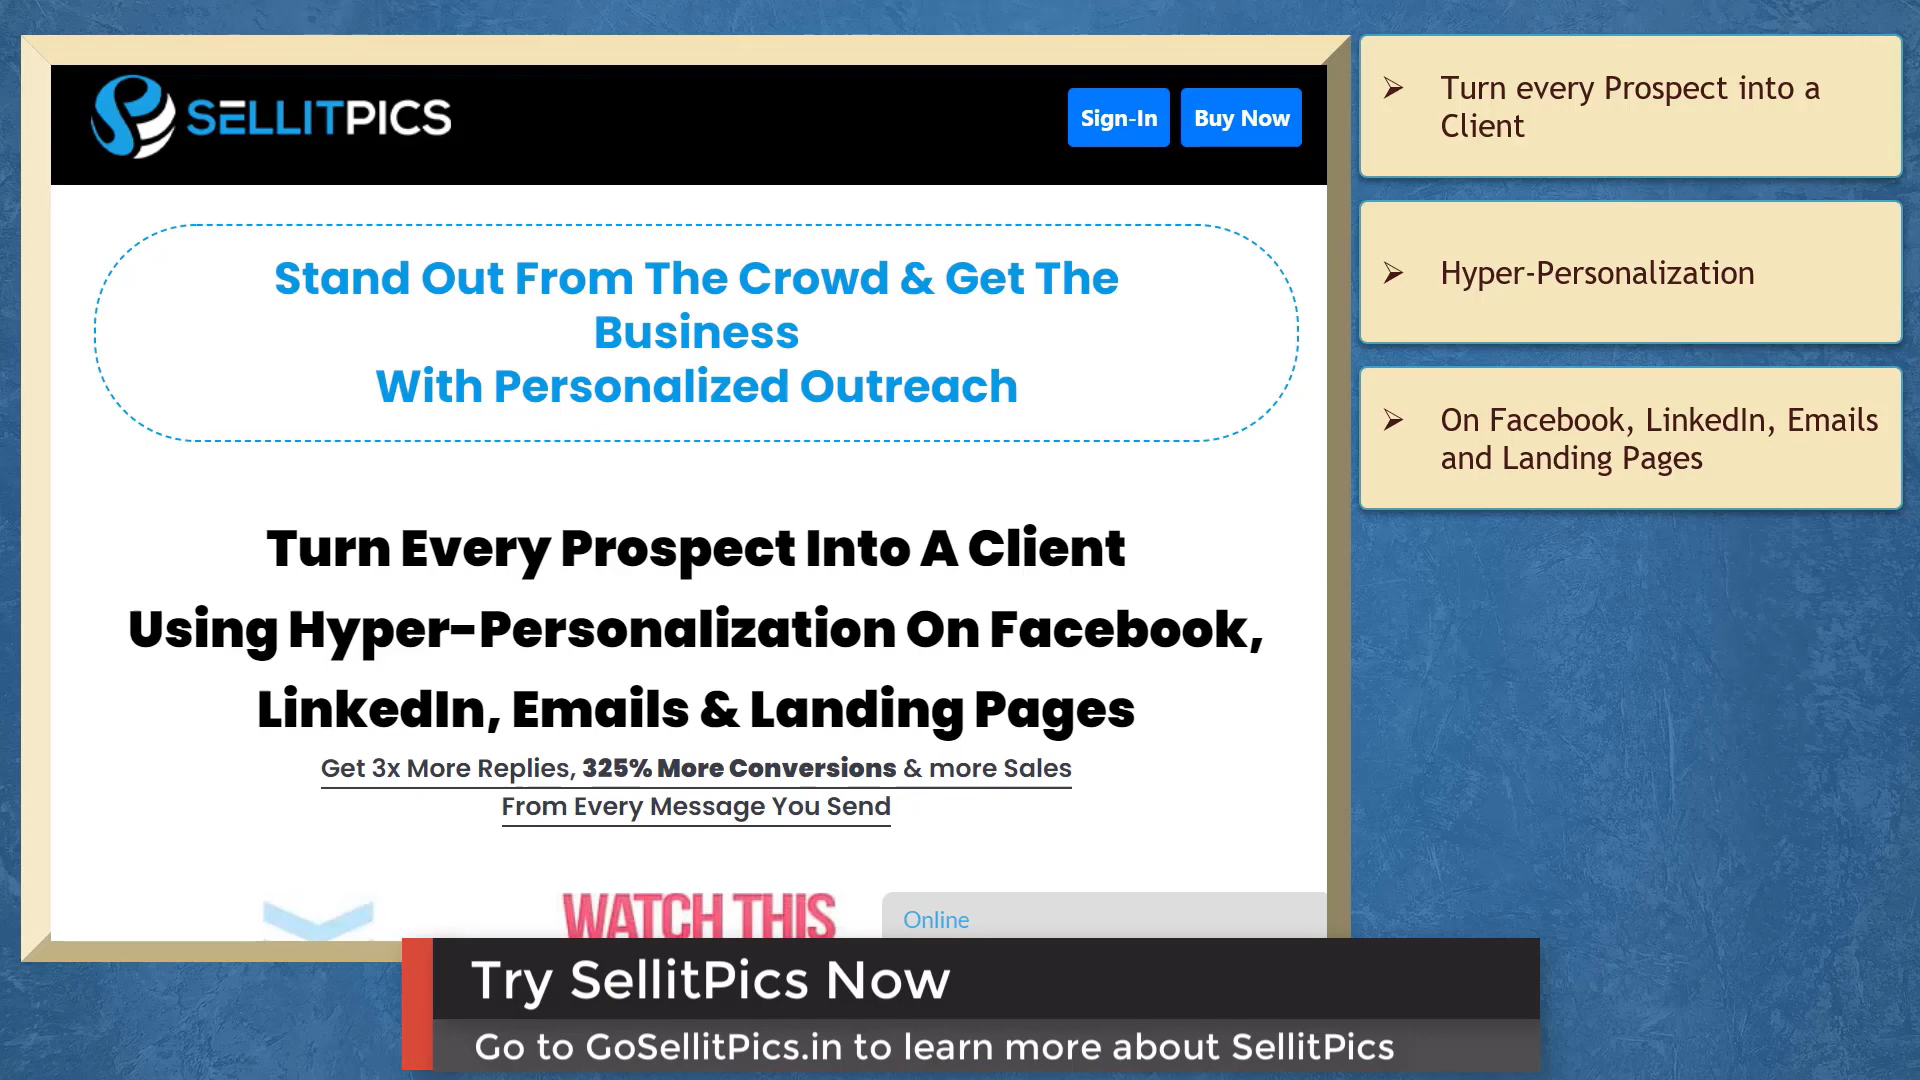 SELLITPICS
Sign-In
Buy Now
Stand Out From The Crowd & Get The
Business
With Personalized Outreach
Turn Every Prospect Into A Client
Using Hyper-Personalization On Facebook,
LinkedIn, Emails & Landing Pages
Get 3x More Replies, 325% More Conversions & more Sales
From Every Message You Send
WATCH THIS
Online
Turn every Prospect into a
Client
Hyper-Personalization
On Facebook, LinkedIn, Emails
and Landing Pages
Try SellitPics Now
Go to GoSellitPics.in to learn more about SellitPics